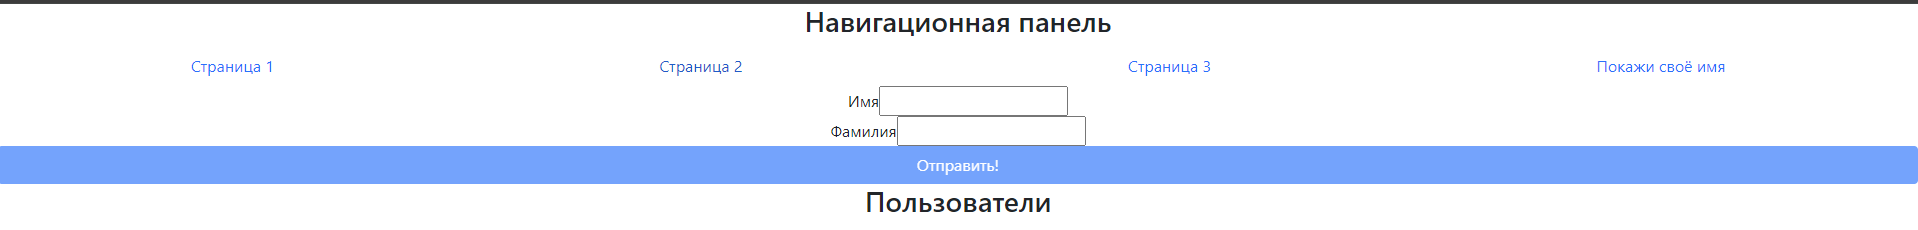 Навигационная панель
Страница 1 Страница 2 Страница 3 Покажи своё имя
Имя
Фамилия
Отправить!
Пользователи